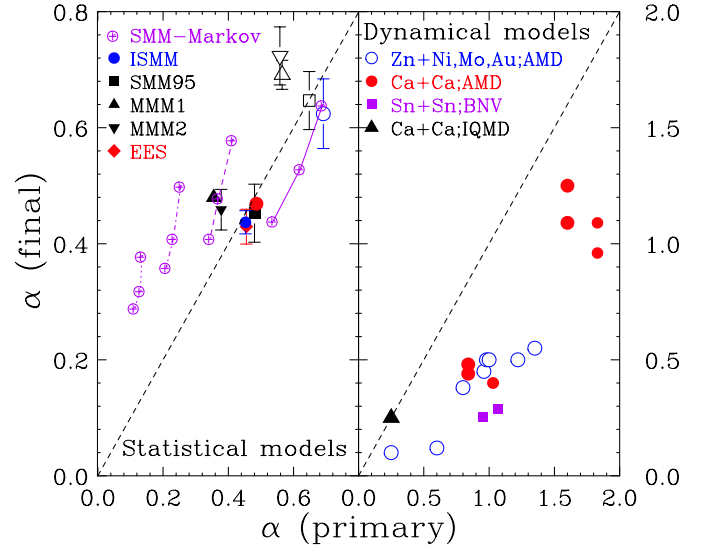 SMM-Markov
ISMM
SMM95
MMM1
MMM2
EES
Statistical models
Dynamical models
Zn+Ni,Mo,Au;AMD
Ca+Ca;AMD
Sn+Sn;BNV
Ca+Ca;IQMD
0.8
0.6
0.4
0.2
0.0
α (final)
2.0
1.5
1.0
0.5
0.0
0.0
0.2
0.4
0.6
0.0
0.5
1.0
1.5
2.0
α (primary)